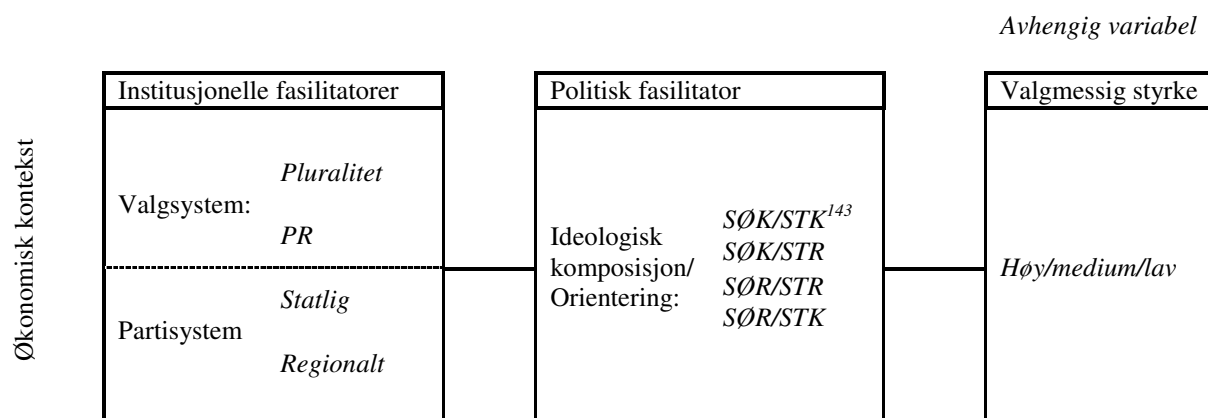 Avhengig variabel
Økonomisk kontekst
Institusjonelle fasilitatorer
Valgsystem:
Pluralitet
PR
Partisystem
Statlig
Regionalt
Politisk fasilitator
Ideologisk
komposisjon/
Orientering:
SØK/STK143
SØK/STR
SØR/STR
SØR/STK
Valgmessig styrke
Høy/medium/lav